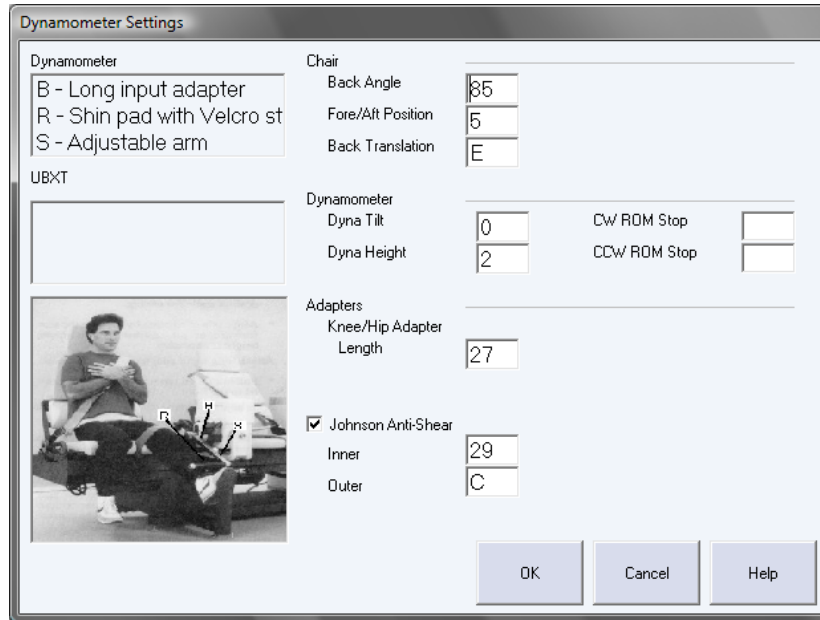 Dynamometer Settings
Dynamometer
B - Long input adapter
R - Shin pad with Velcro st
S - Adjustable arm
UBXT
R
H
S
Chair
Back Angle 85
Fore/Aft Position 5
Back Translation E
Dynamometer
Dyna Tilt 0 CW ROM Stop
Dyna Height 2 CCW ROM Stop
Adapters
Knee/Hip Adapter
Length 27
Johnson Anti-Shear
Inner 29
Outer C
OK Cancel Help